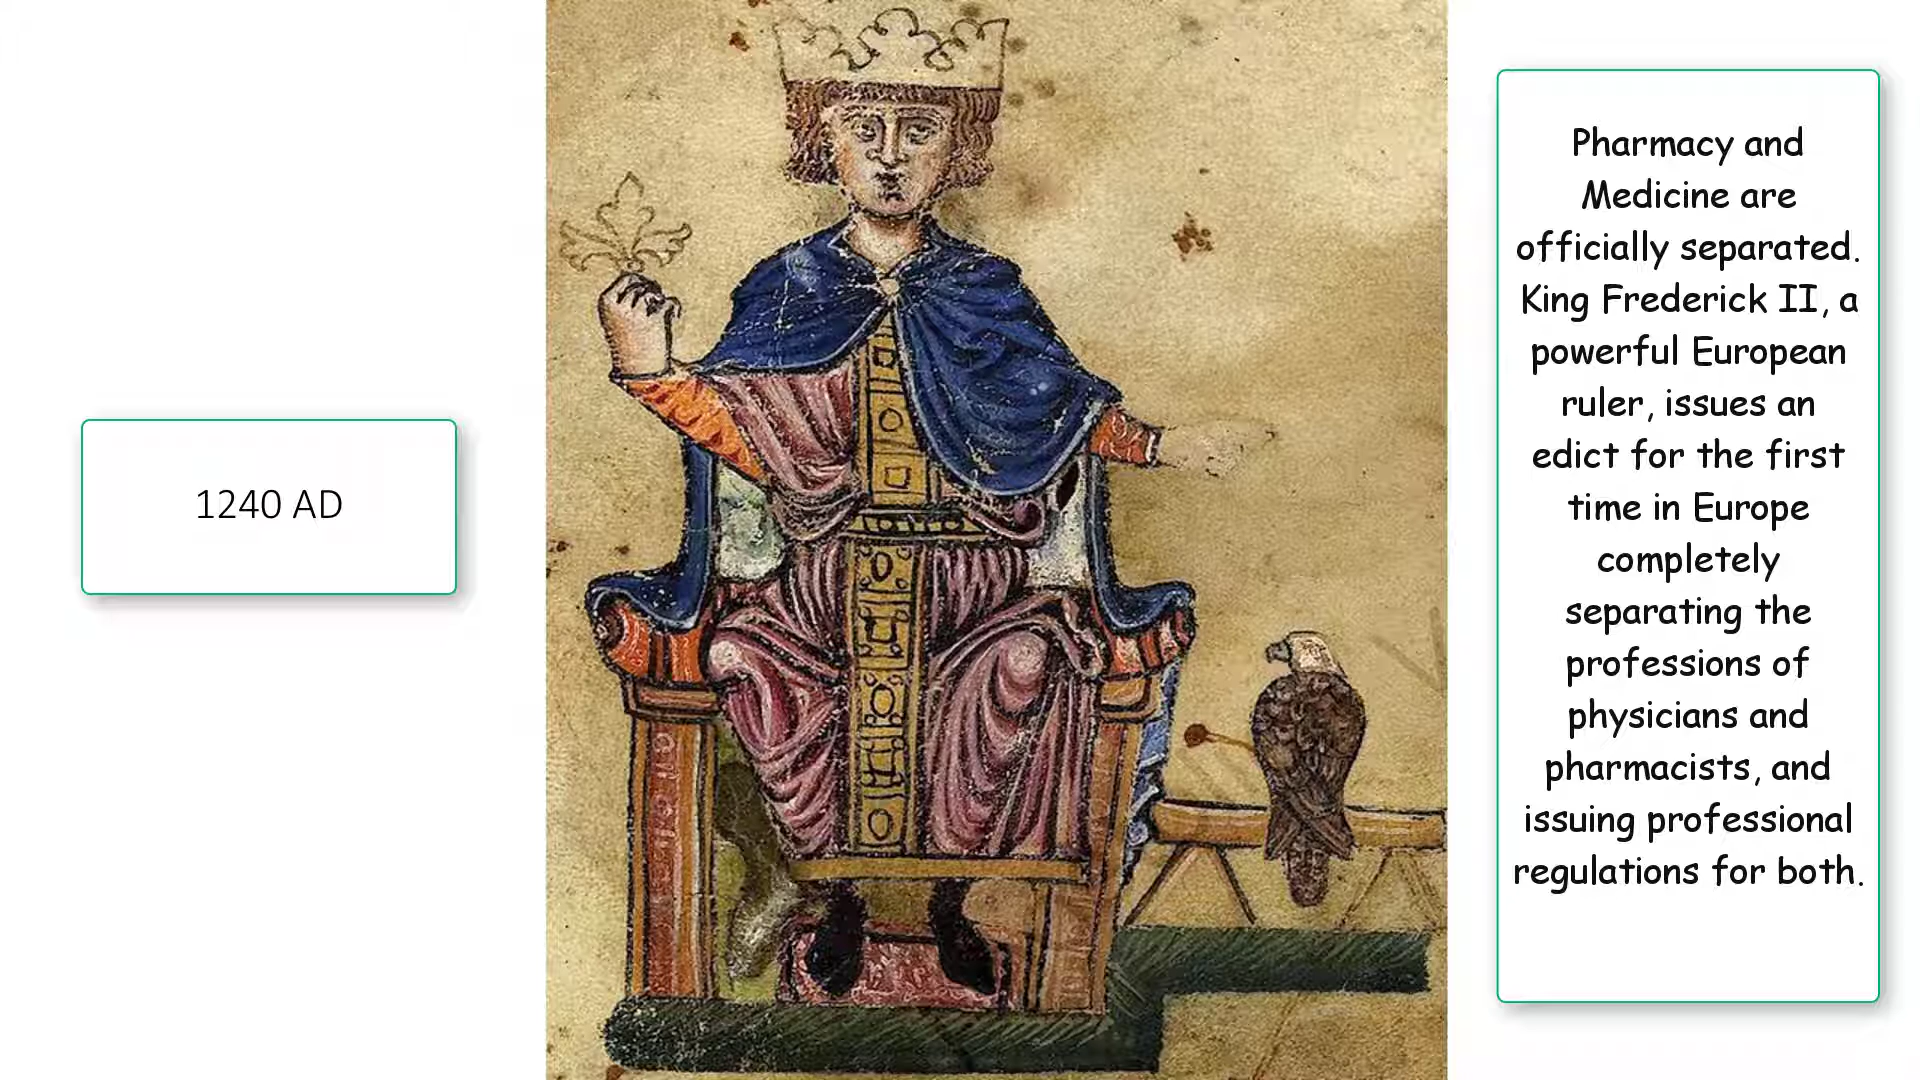 1240 AD
Pharmacy and
Medicine are
officially separated.
King Frederick II, a
powerful European
ruler, issues an
edict for the first
time in Europe
completely
separating the
professions of
physicians and
pharmacists, and
issuing professional
regulations for both.